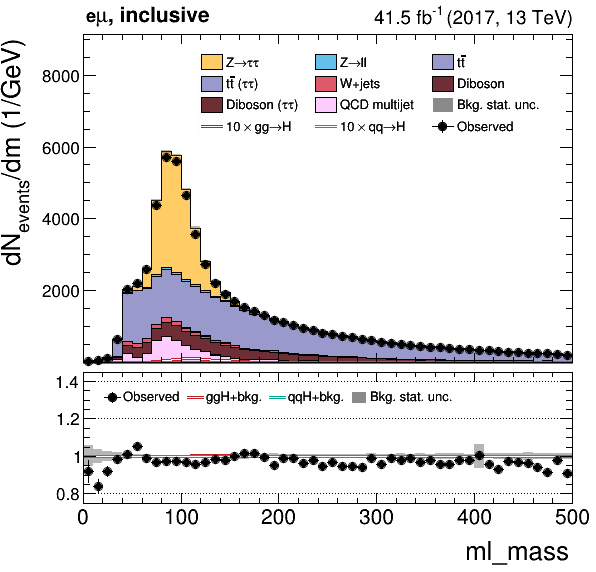 eμ, inclusive 41.5 fb⁻¹ (2017, 13 TeV)
dN_events/dm (1/GeV)
8000
6000
4000
2000
Z→ττ Z→ll tt̄
tt̄ (ττ) W+jets Diboson
Diboson (ττ) QCD multijet Bkg. stat. unc.
10 × gg→H 10 × qq→H Observed
1.4
1.2
1
0.8
Observed ggH+bkg. qqH+bkg. Bkg. stat. unc.
0 100 200 300 400 500
ml_mass